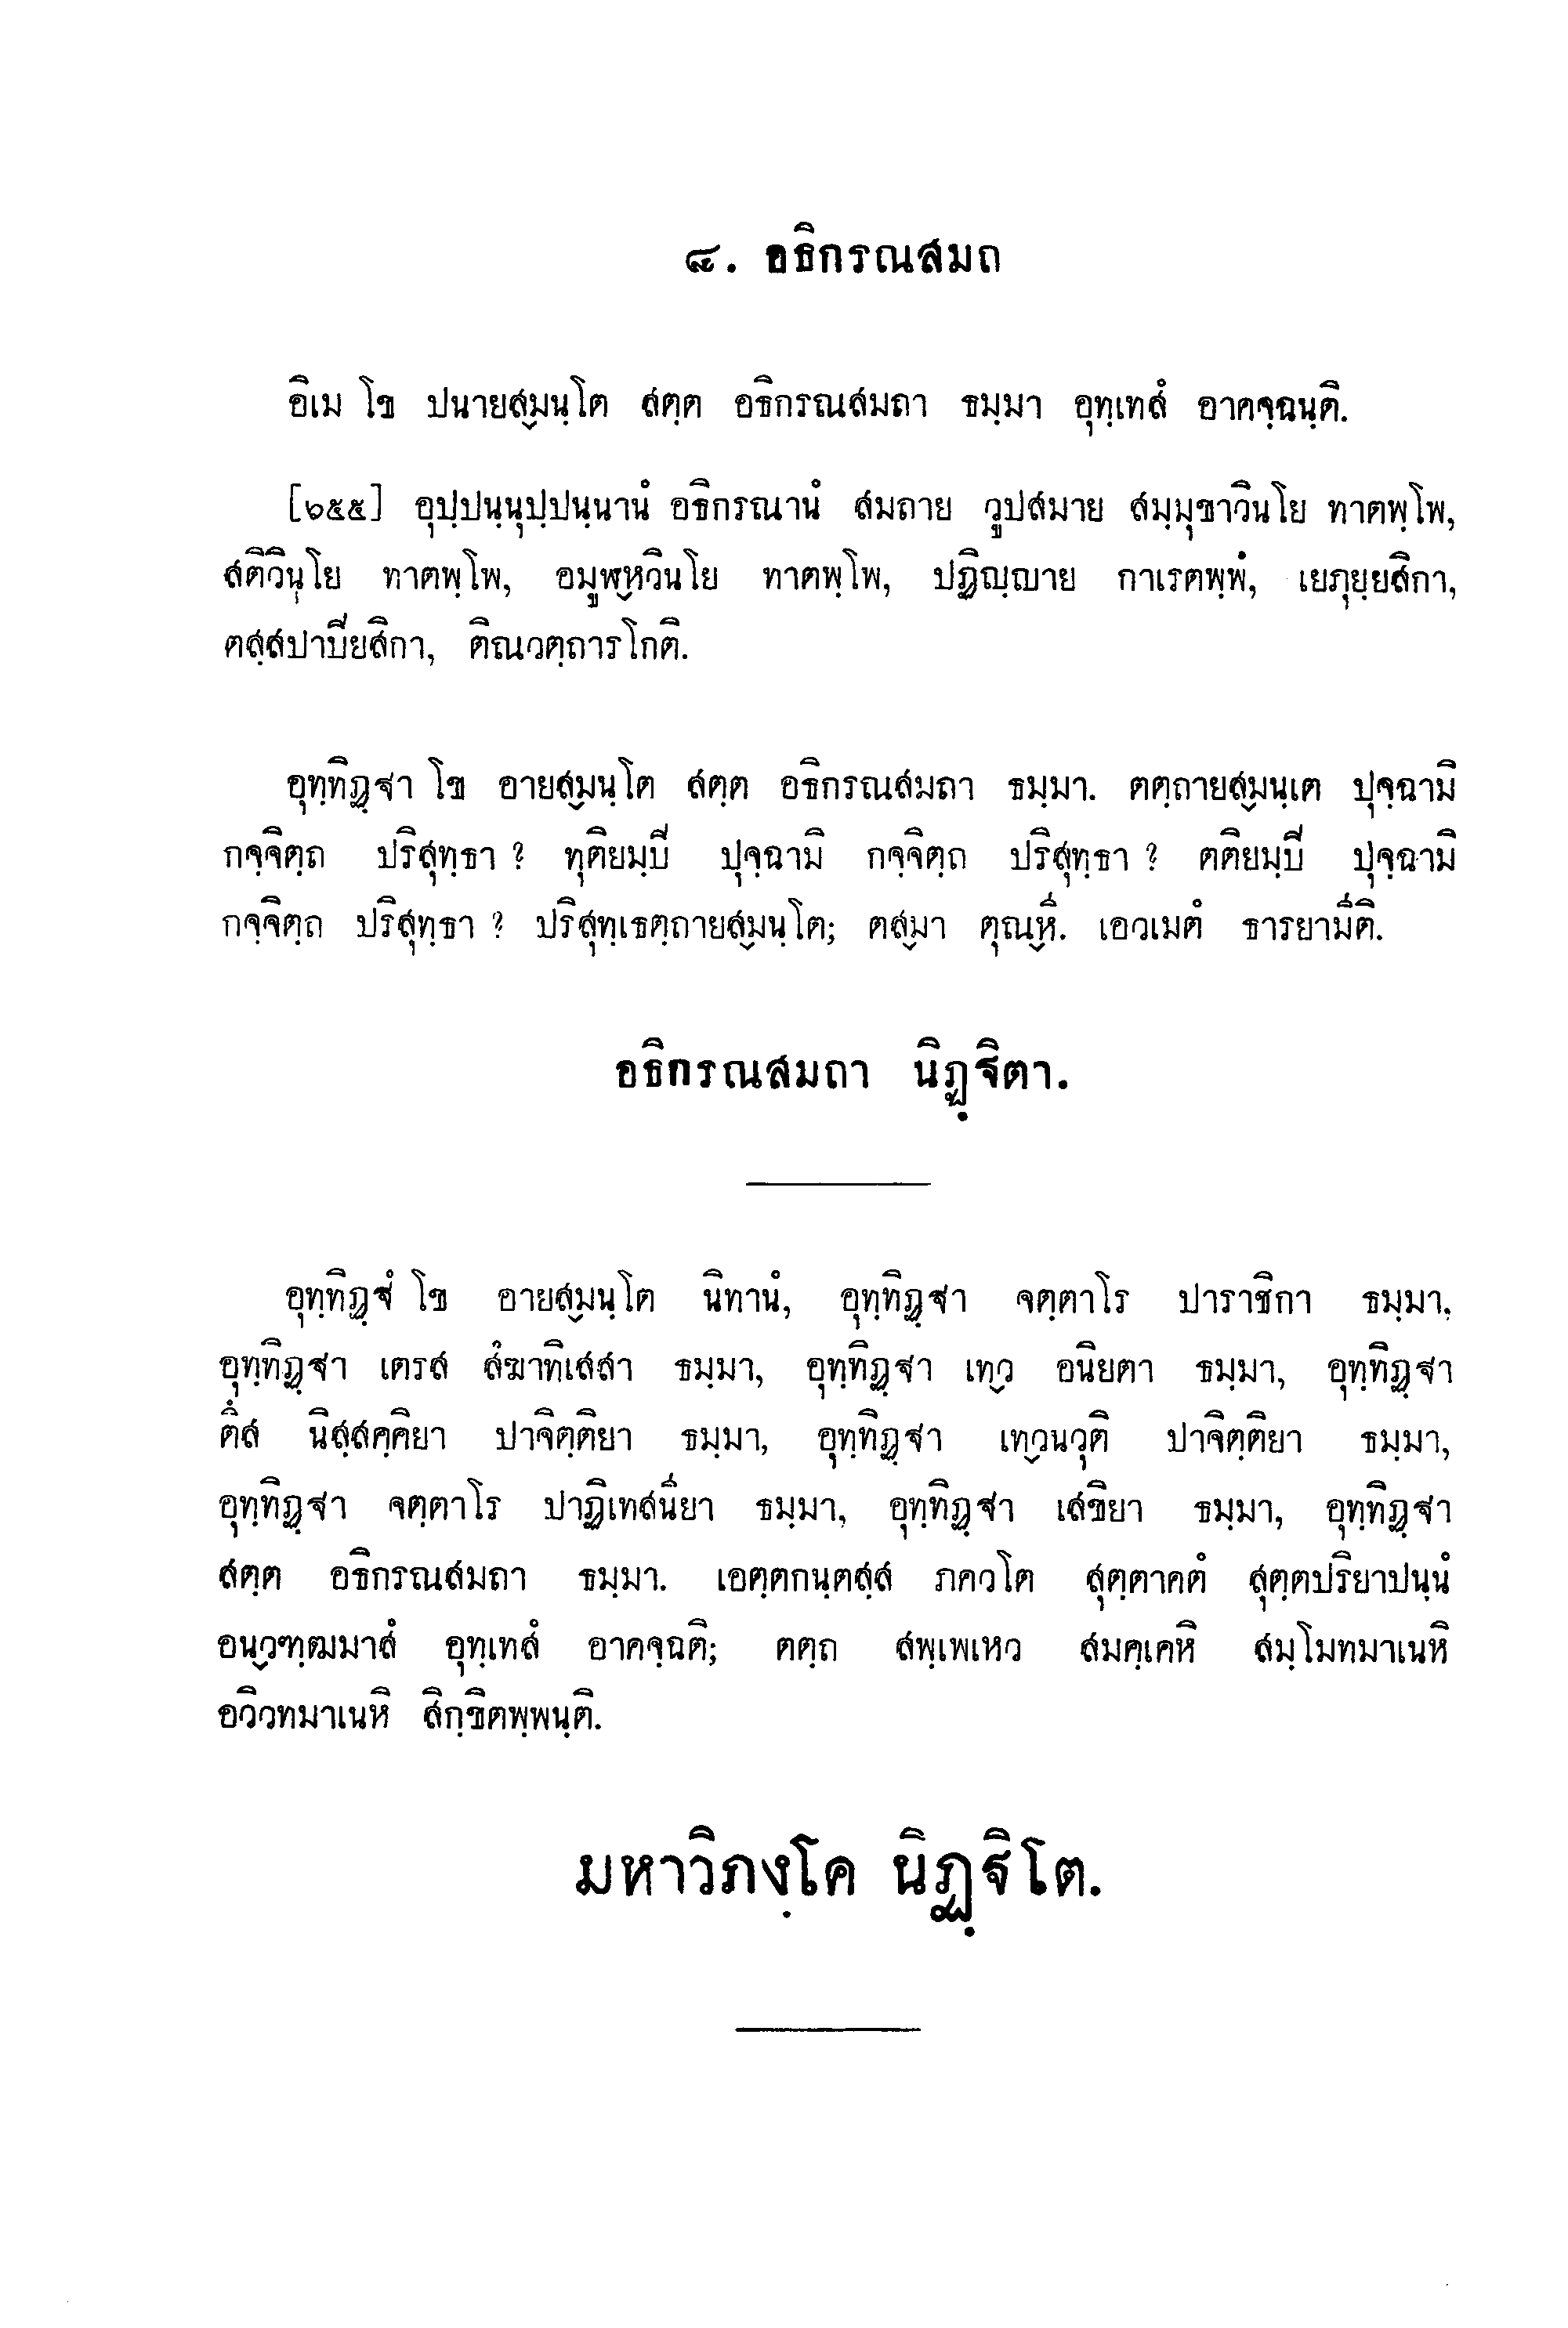 ๘. อธิกรณสมถ
อิเม โข ปนายสฺมนฺโต สตฺต อธิกรณสมถา ธมฺมา อุทฺเทสํ อาคจฺฉนฺติ.
[๖๕๕] อุปฺปนฺนุปฺปนฺนานํ อธิกรณานํ สมถาย วูปสมาย สมฺมุขาวินโย ทาตพฺโพ,
สติวินฺโย ทาตพฺโพ, อมูฬฺหวินโย ทาตพฺโพ, ปฏิญฺญาย กาเรตพฺพํ, เยภุยฺยสิกา,
ตสฺสปาปิยสิกา, ติณวตฺถารโกติ.
อุทฺทิฏฺฐา โข อายสฺมนฺโต สตฺต อธิกรณสมถา ธมฺมา. ตตฺถายสฺมนฺเต ปุจฺฉามิ
กจฺจิตฺถ ปริสุทฺธา ? ทุติยมฺปี ปุจฺฉามิ กจฺจิตฺถ ปริสุทฺธา ? ตติยมฺปี ปุจฺฉามิ
กจฺจิตฺถ ปริสุทฺธา ? ปริสุทฺเธตฺถายสฺมนฺโต; ตสฺมา ตุณฺหี. เอวเมตํ ธารยามีติ.
อธิกรณสมถา นิฏฺฐิตา.
อุทฺทิฏฺฐํ โข อายสฺมนฺโต นิทานํ, อุทฺทิฏฺฐา จตฺตาโร ปาราชิกา ธมฺมา,
อุทฺทิฏฺฐา เตรส สํฆาทิเสสา ธมฺมา, อุทฺทิฏฺฐา เทฺว อนิยตา ธมฺมา, อุทฺทิฏฺฐา
ตึส นิสฺสคฺคิยา ปาจิตฺติยา ธมฺมา, อุทฺทิฏฺฐา เทฺวนวุติ ปาจิตฺติยา ธมฺมา,
อุทฺทิฏฺฐา จตฺตาโร ปาฏิเทสนียา ธมฺมา, อุทฺทิฏฺฐา เสขิยา ธมฺมา, อุทฺทิฏฺฐา
สตฺต อธิกรณสมถา ธมฺมา. เอตฺตกนฺตสฺส ภควโต สุตฺตาคตํ สุตฺตปริยาปนฺนํ
อนฺวฑฺฒมาสํ อุทฺเทสํ อาคจฺฉติ; ตตฺถ สพฺเพเหว สมคฺเคหิ สมฺโมทมาเนหิ
อวิวทมาเนหิ สิกฺขิตพฺพนฺติ.
มหาวิภงฺโค นิฏฺฐิโต.